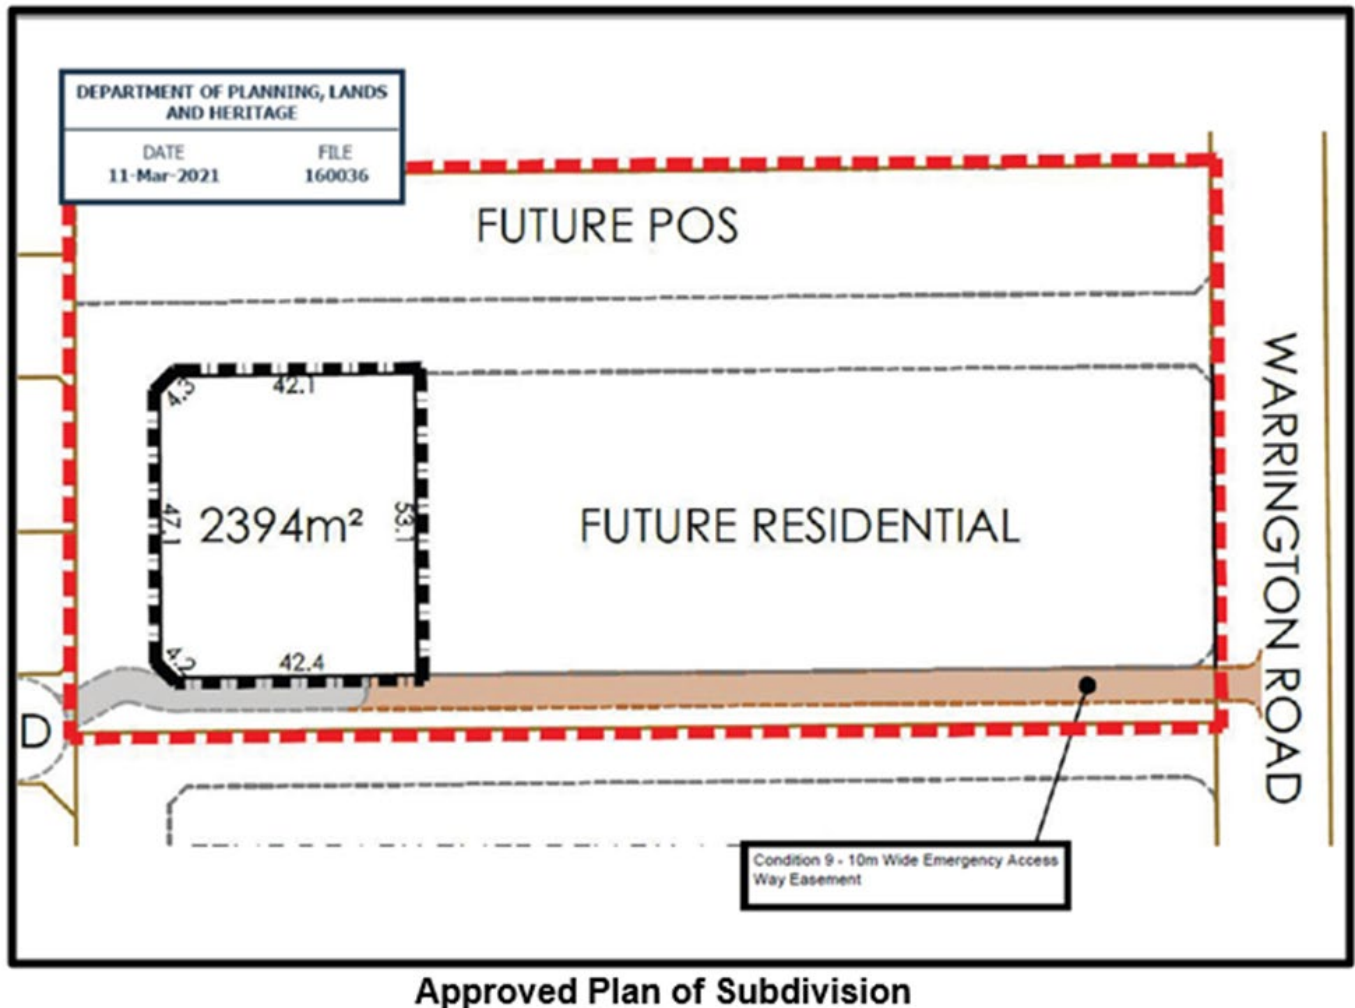 DEPARTMENT OF PLANNING, LANDS
AND HERITAGE
DATE
FILE
11-Mar-2021
160036
FUTURE POS
4.3
42.1
47.1
2394m²
53.1
FUTURE RESIDENTIAL
WARRINGTON ROAD
4.2
42.4
D
Condition 9 - 10m Wide Emergency Access
Way Easement
Approved Plan of Subdivision